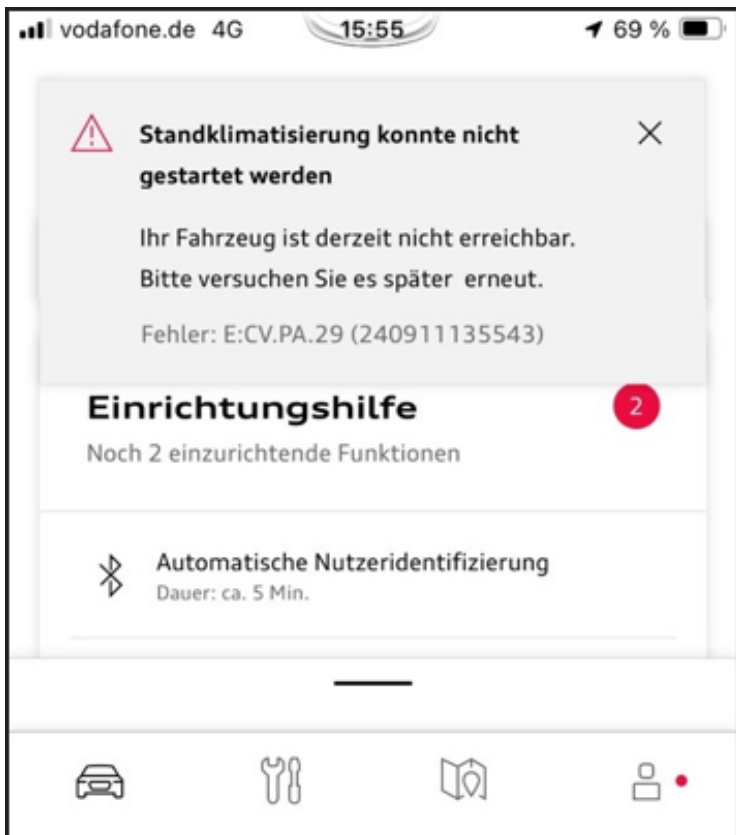 vodafone.de 4G 15:55 69 %
Standklimatisierung konnte nicht
gestartet werden
Ihr Fahrzeug ist derzeit nicht erreichbar.
Bitte versuchen Sie es später erneut.
Fehler: E:CV.PA.29 (240911135543)
Einrichtungshilfe 2
Noch 2 einzurichtende Funktionen
Automatische Nutzeridentifizierung
Dauer: ca. 5 Min.